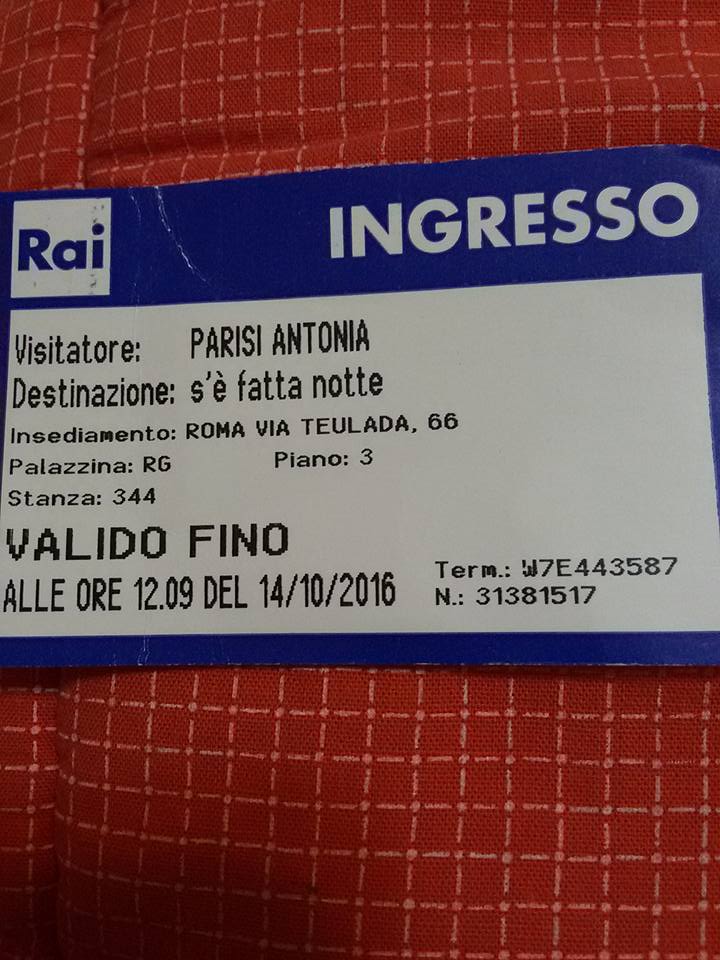 Rai INGRESSO
Visitatore: PARISI ANTONIA
Destinazione: s'è fatta notte
Insediamento: ROMA VIA TEULADA, 66
Palazzina: RG Piano: 3
Stanza: 344
VALIDO FINO
ALLE ORE 12.09 DEL 14/10/2016
Term.: W7E443587
N.: 31381517